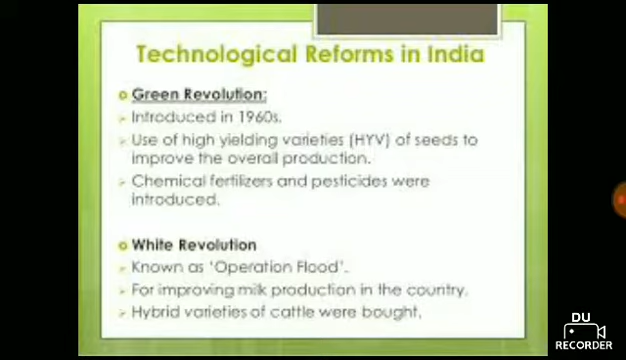 Technological Reforms in India
Green Revolution:
Introduced in 1960s.
Use of high yielding varieties (HYV) of seeds to
improve the overall production.
Chemical fertilizers and pesticides were
introduced.
White Revolution
Known as 'Operation Flood'.
For improving milk production in the country.
Hybrid varieties of cattle were bought.
DU
RECORDER